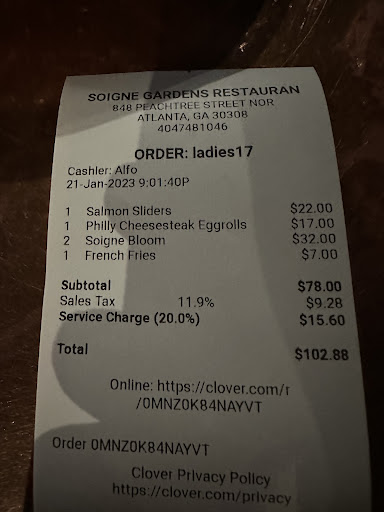 SOIGNE GARDENS RESTAURAN
848 PEACHTREE STREET NOR
ATLANTA, GA 30308
4047481046
ORDER: ladies17
Cashier: Alfo
21-Jan-2023 9:01:40P
1 Salmon Sliders $22.00
1 Philly Cheesesteak Eggrolls $17.00
2 Soigne Bloom $32.00
1 French Fries $7.00
Subtotal $78.00
Sales Tax 11.9% $9.28
Service Charge (20.0%) $15.60
Total $102.88
Online: https://clover.com/r
/0MNZ0K84NAYVT
Order 0MNZ0K84NAYVT
Clover Privacy Policy
https://clover.com/privacy